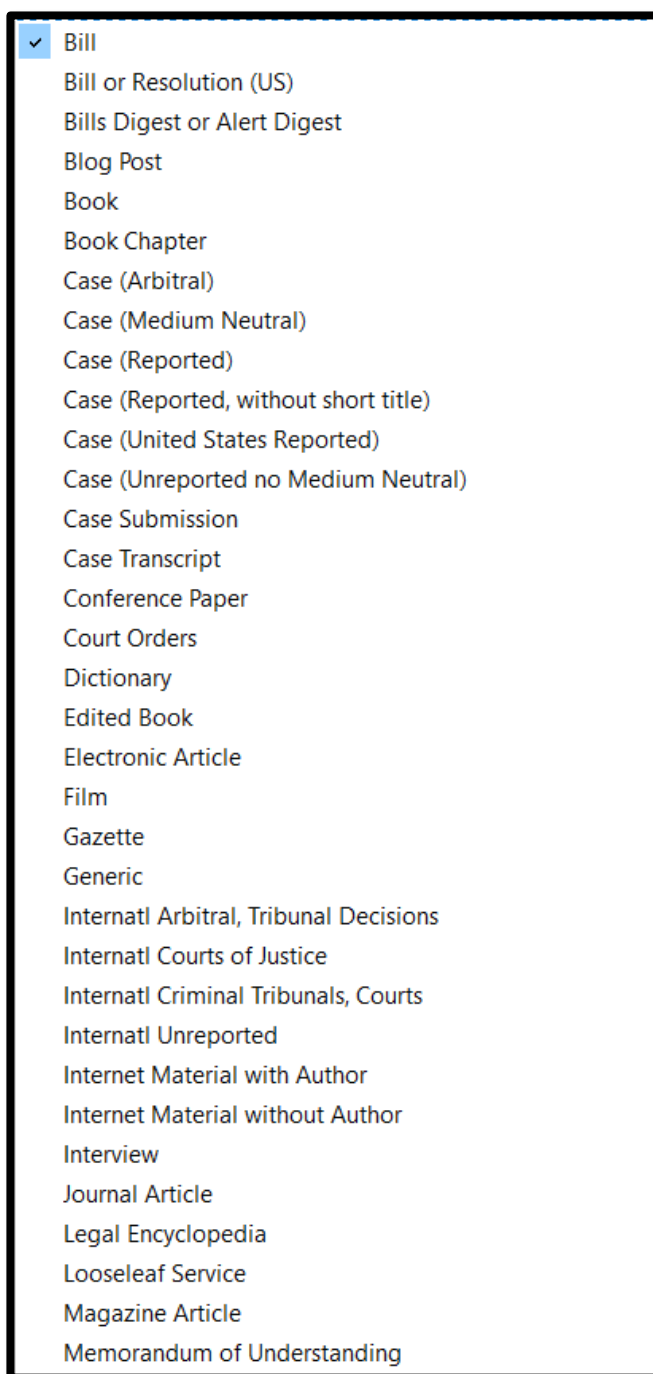 Bill
Bill or Resolution (US)
Bills Digest or Alert Digest
Blog Post
Book
Book Chapter
Case (Arbitral)
Case (Medium Neutral)
Case (Reported)
Case (Reported, without short title)
Case (United States Reported)
Case (Unreported no Medium Neutral)
Case Submission
Case Transcript
Conference Paper
Court Orders
Dictionary
Edited Book
Electronic Article
Film
Gazette
Generic
Internatl Arbitral, Tribunal Decisions
Internatl Courts of Justice
Internatl Criminal Tribunals, Courts
Internatl Unreported
Internet Material with Author
Internet Material without Author
Interview
Journal Article
Legal Encyclopedia
Looseleaf Service
Magazine Article
Memorandum of Understanding